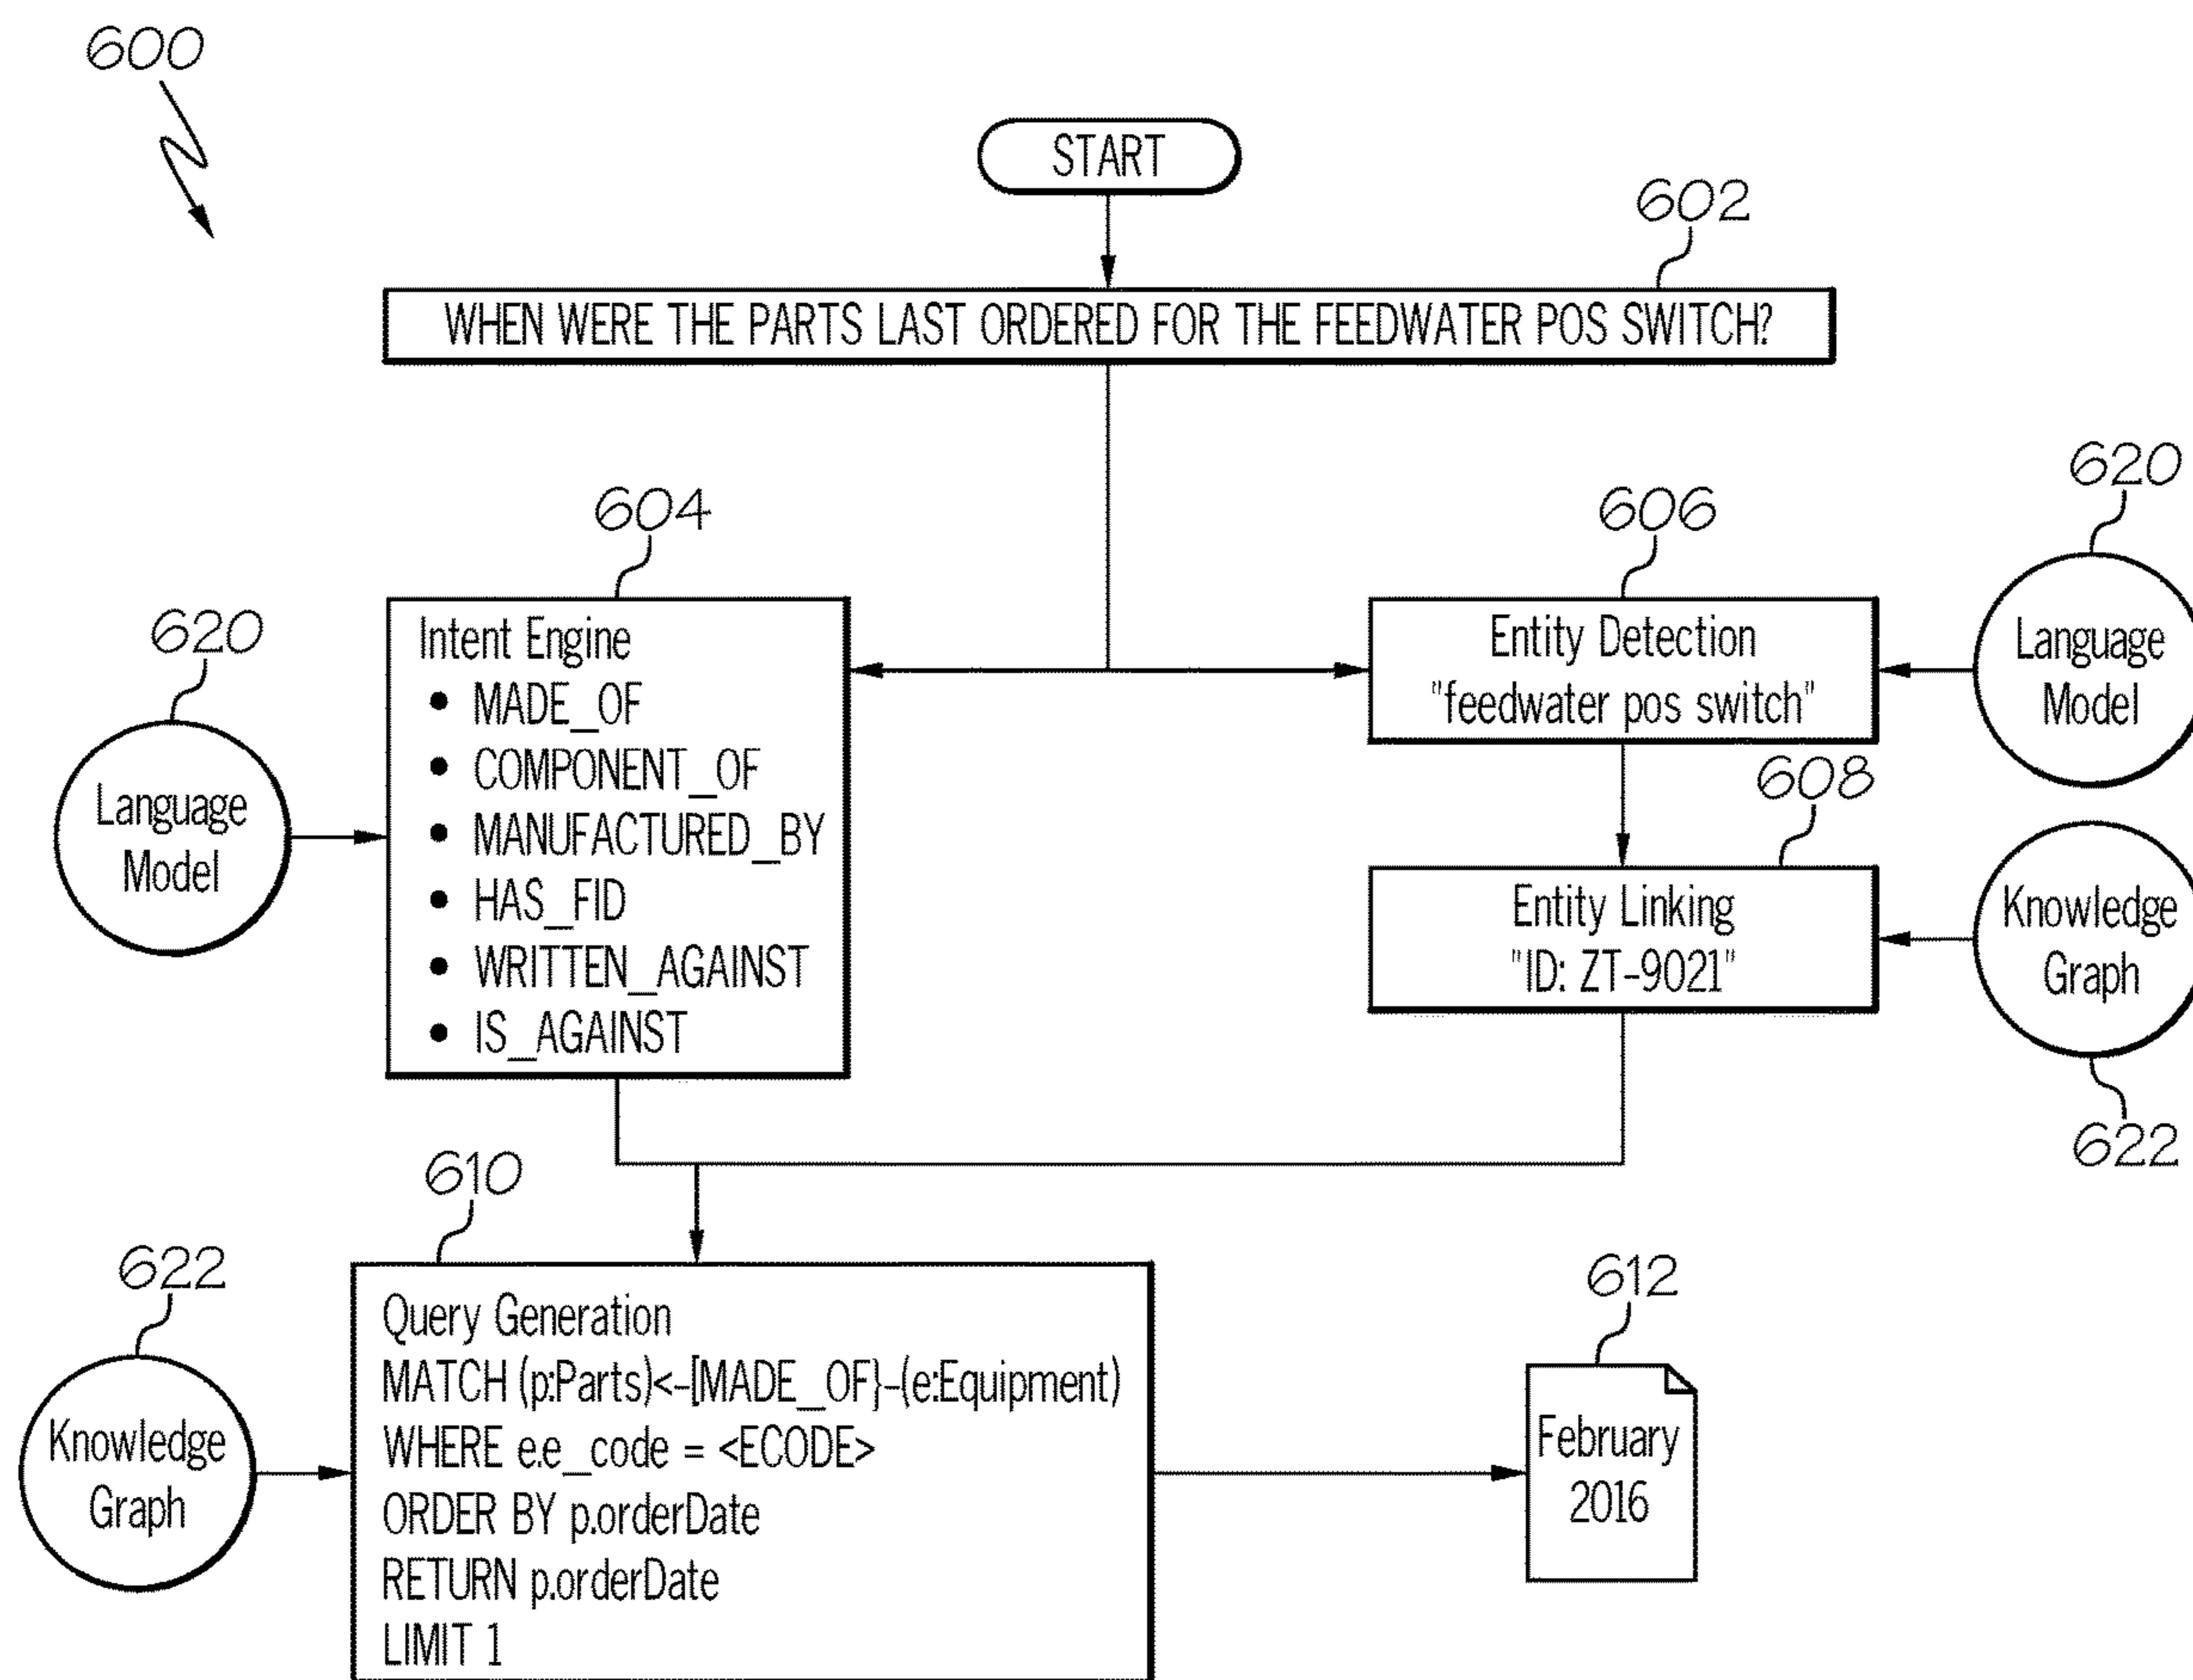 600
START
602
WHEN WERE THE PARTS LAST ORDERED FOR THE FEEDWATER POS SWITCH?
604
606
620
620
Intent Engine
• MADE_OF
• COMPONENT_OF
• MANUFACTURED_BY
• HAS_FID
• WRITTEN_AGAINST
• IS_AGAINST
Language
Model
Entity Detection
"feedwater pos switch"
Language
Model
608
Entity Linking
"ID: ZT-9021"
Knowledge
Graph
622
610
622
Knowledge
Graph
Query Generation
MATCH (p:Parts)<-[MADE_OF}-(e:Equipment)
WHERE e.e_code = <ECODE>
ORDER BY p.orderDate
RETURN p.orderDate
LIMIT 1
612
February
2016